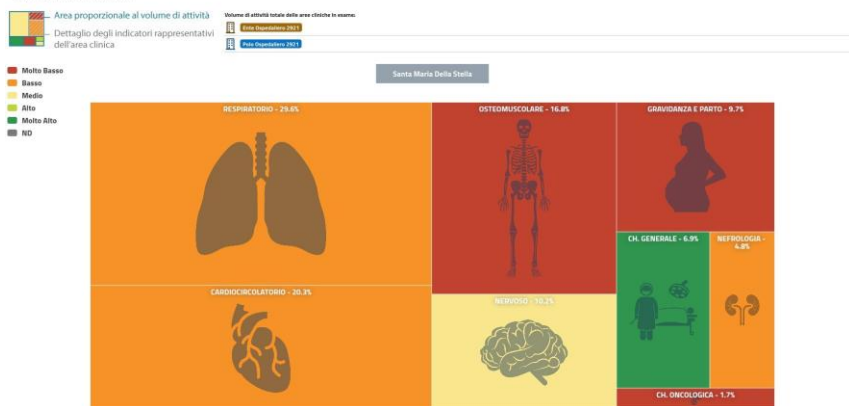 Area proporzionale al volume di attività
Dettaglio degli indicatori rappresentativi
dell'area clinica
Volume di attività totale delle aree cliniche in esame:
Ente Ospedaliero 2921
Polo Ospedaliero 2921
Molto Basso
Basso
Medio
Alto
Molto Alto
ND
Santa Maria Della Stella
RESPIRATORIO - 29.6%
OSTEOMUSCOLARE - 16.8%
GRAVIDANZA E PARTO - 9.7%
CH. GENERALE - 6.9%
NEFROLOGIA -
4.8%
CARDIOCIRCOLATORIO - 20.3%
NERVOSO - 10.2%
CH. ONCOLOGICA - 1.7%